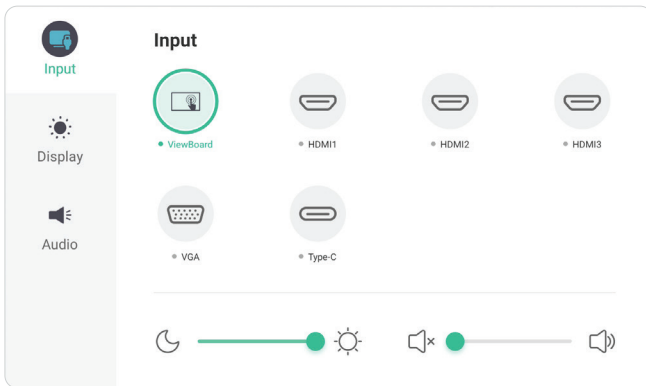 Input
Input
ViewBoard
HDMI1
HDMI2
HDMI3
Display
VGA
Type-C
Audio